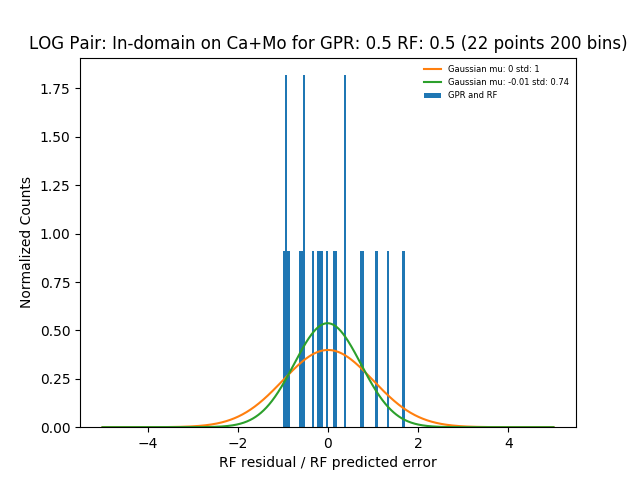 LOG Pair: In-domain on Ca+Mo for GPR: 0.5 RF: 0.5 (22 points 200 bins)
Gaussian mu: 0 std: 1
Gaussian mu: -0.01 std: 0.74
GPR and RF
Normalized Counts
1.75
1.50
1.25
1.00
0.75
0.50
0.25
0.00
−4
−2
0
2
4
RF residual / RF predicted error